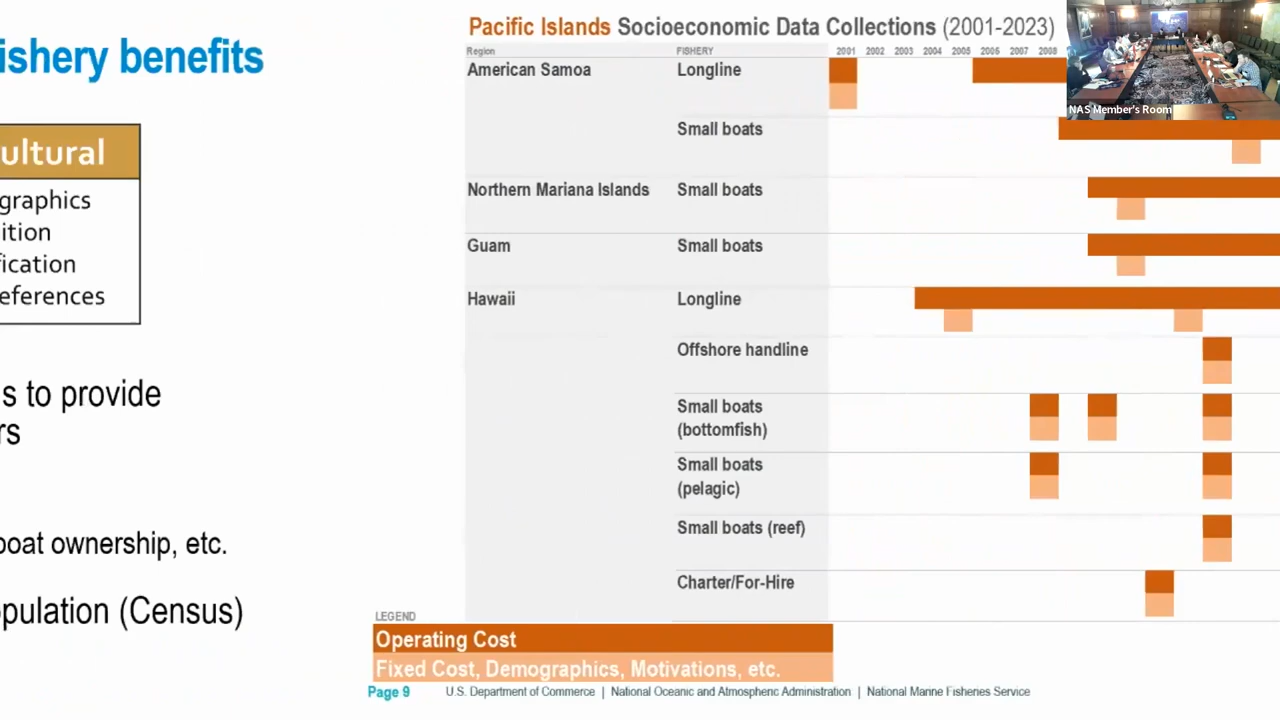 ishery benefits
ultural
graphics
ition
fication
eferences
s to provide
rs
boat ownership, etc.
opulation (Census)
Pacific Islands Socioeconomic Data Collections (2001-2023)
Region FISHERY 2001 2002 2003 2004 2005 2006 2007 2008
American Samoa Longline
Small boats
Northern Mariana Islands Small boats
Guam Small boats
Hawaii Longline
Offshore handline
Small boats
(bottomfish)
Small boats
(pelagic)
Small boats (reef)
Charter/For-Hire
LEGEND
Operating Cost
Fixed Cost, Demographics, Motivations, etc.
Page 9 U.S. Department of Commerce | National Oceanic and Atmospheric Administration | National Marine Fisheries Service
NAS Member's Room